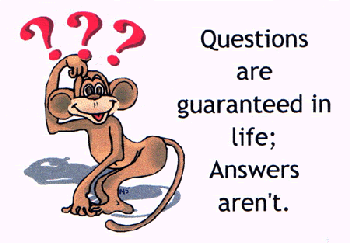 ? ? ?
Questions
are
guaranteed in
life;
Answers
aren't.